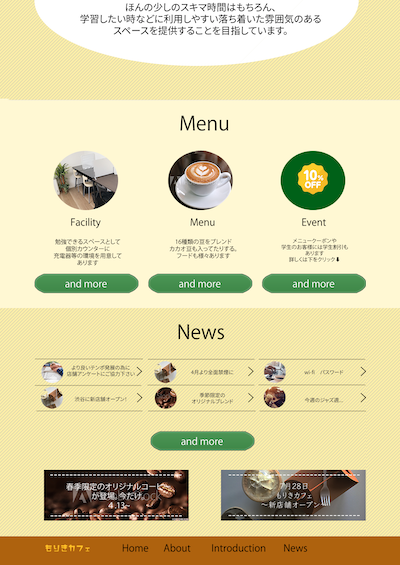 ほんの少しのスキマ時間はもちろん、
学習したい時などに利用しやすい落ち着いた雰囲気のある
スペースを提供することを目指しています。
Menu
10%
OFF
Facility
Menu
Event
勉強できるスペースとして
個別カウンターに
充電器等の環境を用意して
あります
16種類の豆をブレンド
カカオ豆も入ってたりする。
フードも様々あります
メニュークーポンや
学生のお客様には学生割引も
あります
詳しくは下をクリック⬇
and more
and more
and more
News
より良いテンポ発展の為に
店舗アンケートにご協力下さい
4月より全面禁煙に
wi-fi パスワード
渋谷に新店舗オープン!
季節限定の
オリジナルブレンド
今週のジャズ選...
and more
春季限定のオリジナルコード
が登場。今だけ。
4.13~
7月28日
もりきカフェ
〜新店舗オープン
もりきカフェ
Home
About
Introduction
News